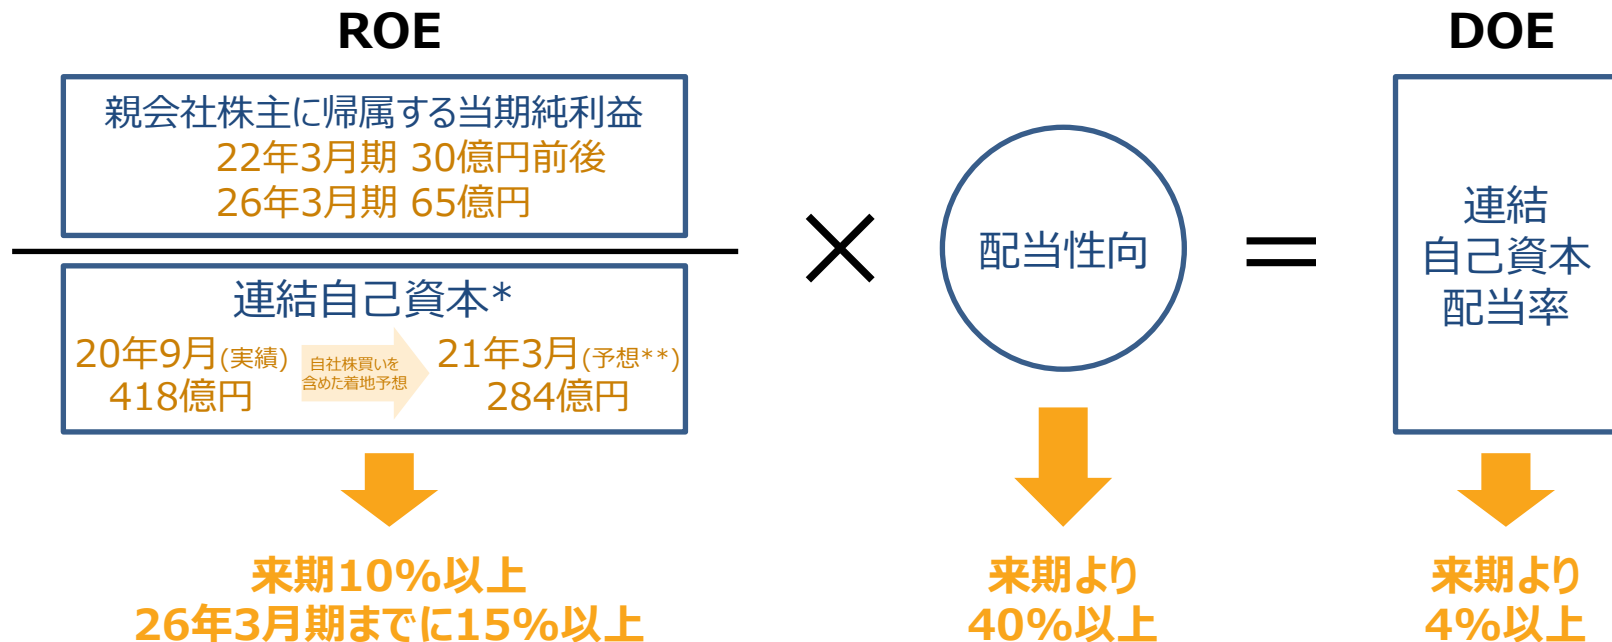 ROE
親会社株主に帰属する当期純利益
22年3月期 30億円前後
26年3月期 65億円
連結自己資本*
20年9月(実績)
418億円
自社株買いを
含めた着地予想
21年3月(予想**)
284億円
来期10%以上
26年3月期までに15%以上
×
配当性向
来期より
40%以上
=
DOE
連結
自己資本
配当率
来期より
4%以上